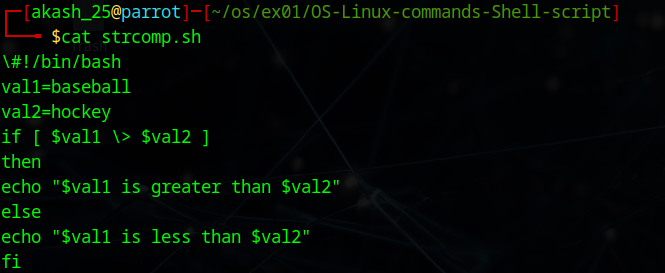 ┌─[akash_25@parrot]─[~/os/ex01/OS-Linux-commands-Shell-script]
└──╼ $cat strcomp.sh
\#!/bin/bash
val1=baseball
val2=hockey
if [ $val1 \> $val2 ]
then
echo "$val1 is greater than $val2"
else
echo "$val1 is less than $val2"
fi